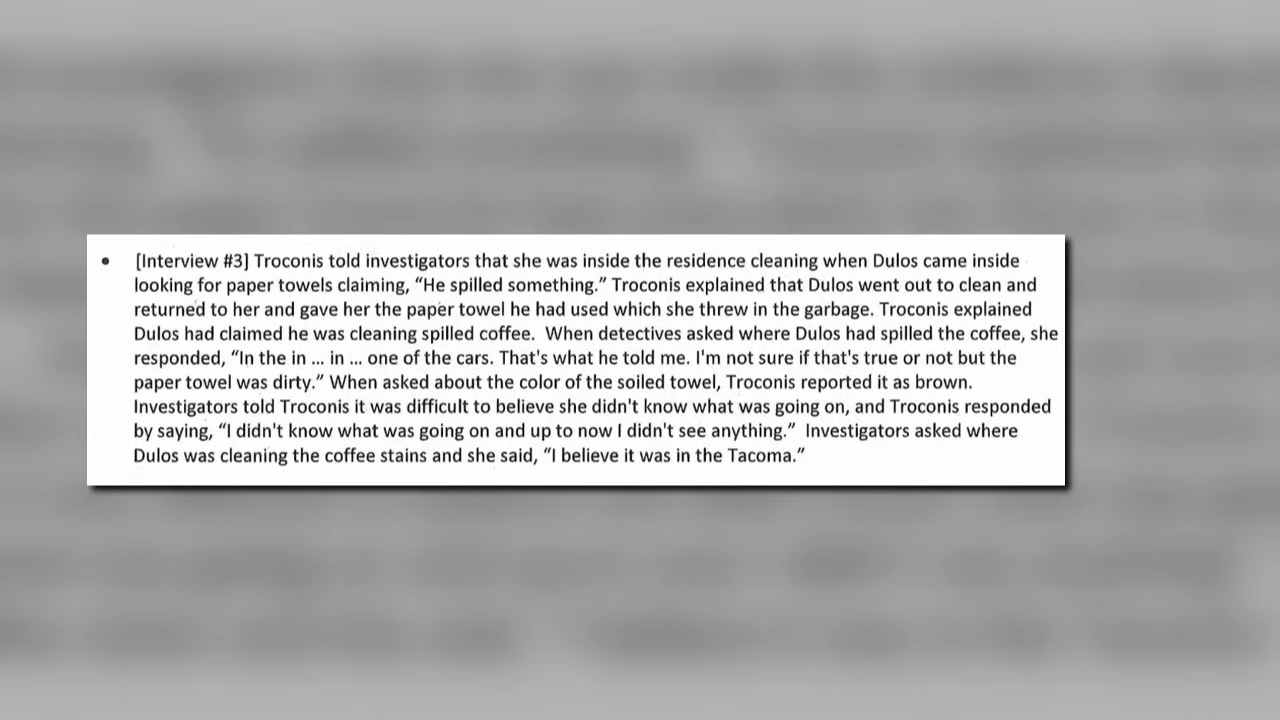 • [Interview #3] Troconis told investigators that she was inside the residence cleaning when Dulos came inside
looking for paper towels claiming, “He spilled something.” Troconis explained that Dulos went out to clean and
returned to her and gave her the paper towel he had used which she threw in the garbage. Troconis explained
Dulos had claimed he was cleaning spilled coffee.  When detectives asked where Dulos had spilled the coffee, she
responded, “In the in ... in ... one of the cars. That's what he told me. I'm not sure if that's true or not but the
paper towel was dirty.” When asked about the color of the soiled towel, Troconis reported it as brown.
Investigators told Troconis it was difficult to believe she didn't know what was going on, and Troconis responded
by saying, “I didn't know what was going on and up to now I didn't see anything.”  Investigators asked where
Dulos was cleaning the coffee stains and she said, “I believe it was in the Tacoma.”